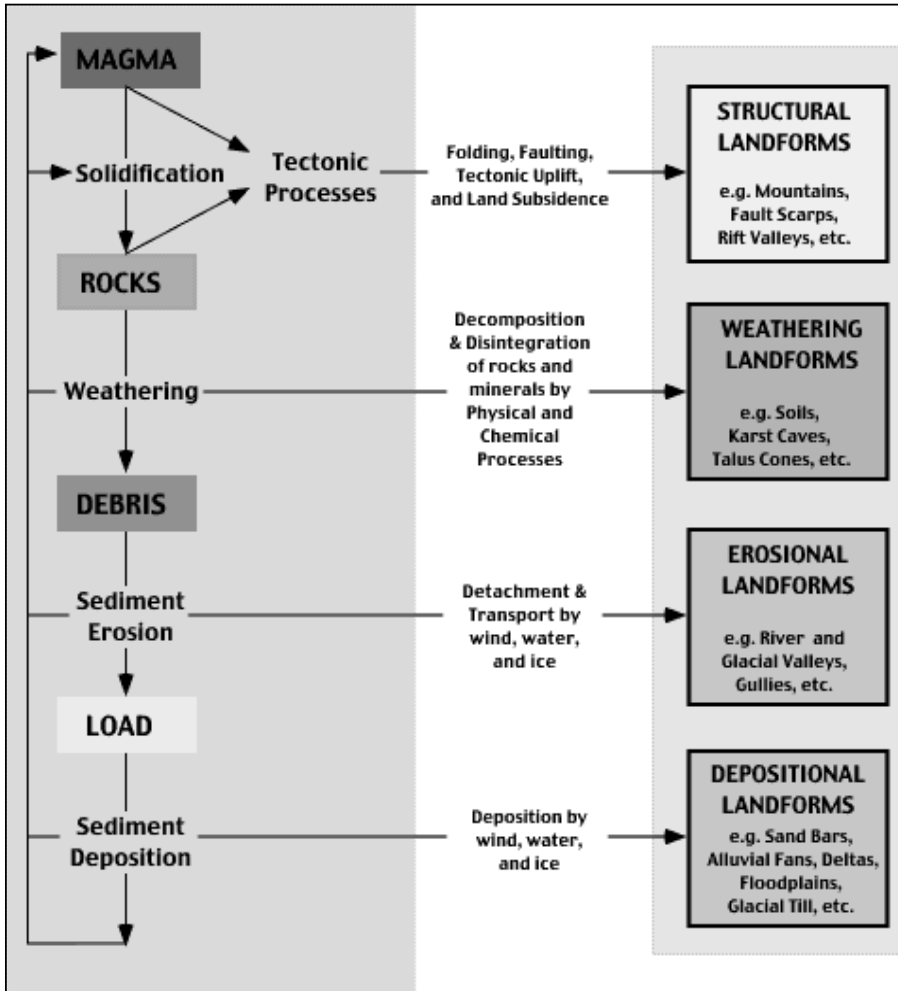 MAGMA
Solidification
Tectonic
Processes
Folding, Faulting,
Tectonic Uplift,
and Land Subsidence
STRUCTURAL
LANDFORMS
e.g. Mountains,
Fault Scarps,
Rift Valleys, etc.
ROCKS
Weathering
Decomposition
& Disintegration
of rocks and
minerals by
Physical and
Chemical
Processes
WEATHERING
LANDFORMS
e.g. Soils,
Karst Caves,
Talus Cones, etc.
DEBRIS
Sediment
Erosion
Detachment &
Transport by
wind, water,
and ice
EROSIONAL
LANDFORMS
e.g. River and
Glacial Valleys,
Gullies, etc.
LOAD
Sediment
Deposition
Deposition by
wind, water,
and ice
DEPOSITIONAL
LANDFORMS
e.g. Sand Bars,
Alluvial Fans, Deltas,
Floodplains,
Glacial Till, etc.